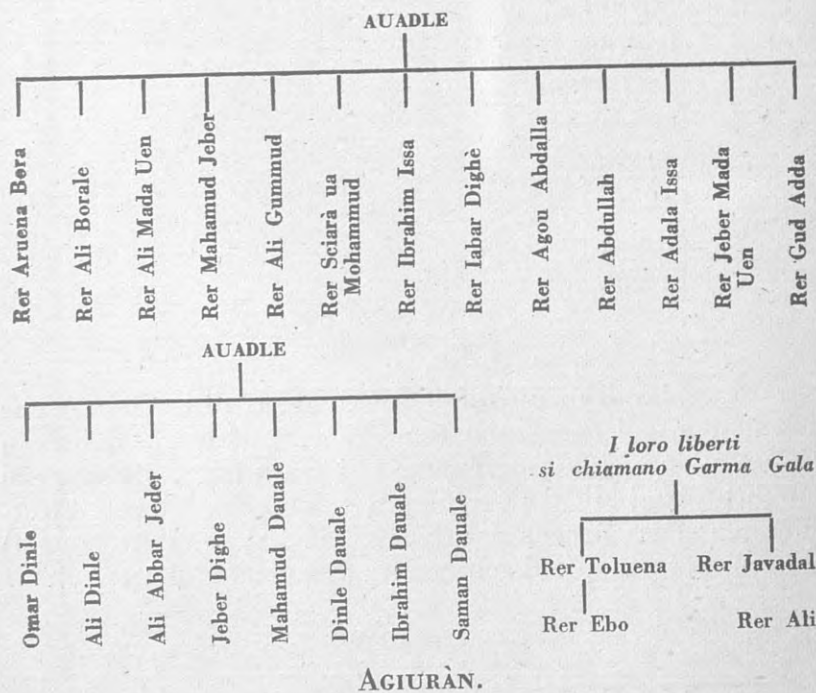 AUADLE
Rer Aruena Bora
Rer Ali Borale
Rer Ali Mada Uen
Rer Mahamud Jeber
Rer Ali Gummud
Rer Sciarà ua
Mohammud
Rer Ibrahim Issa
Rer Iabar Dighè
Rer Agou Abdalla
Rer Abdullah
Rer Adala Issa
Rer Jeber Mada
Uen
Rer Gud Adda
AUADLE
Omar Dinle
Ali Dinle
Ali Abbar Jeder
Jeber Dighe
Mahamud Dauale
Dinle Dauale
Ibrahim Dauale
Saman Dauale
I loro liberti
si chiamano Garma Gala
Rer Toluena
Rer Javadal
Rer Ebo
Rer Ali
AGIURÀN.